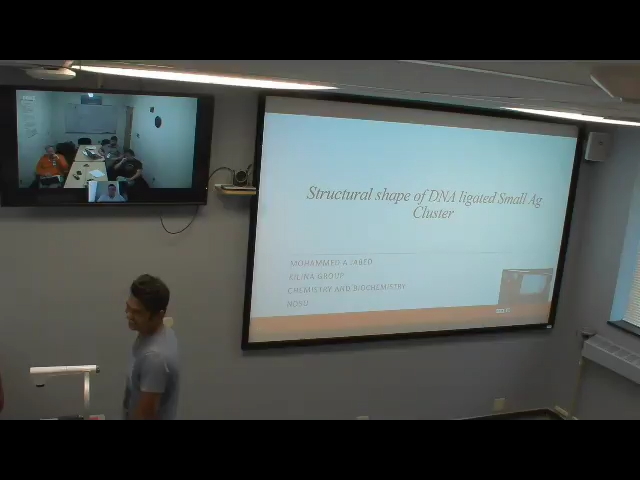 Structural shape of DNA ligated Small Ag
Cluster
MOHAMMED A JABED
KILINA GROUP
CHEMISTRY AND BIOCHEMISTRY
NDSU